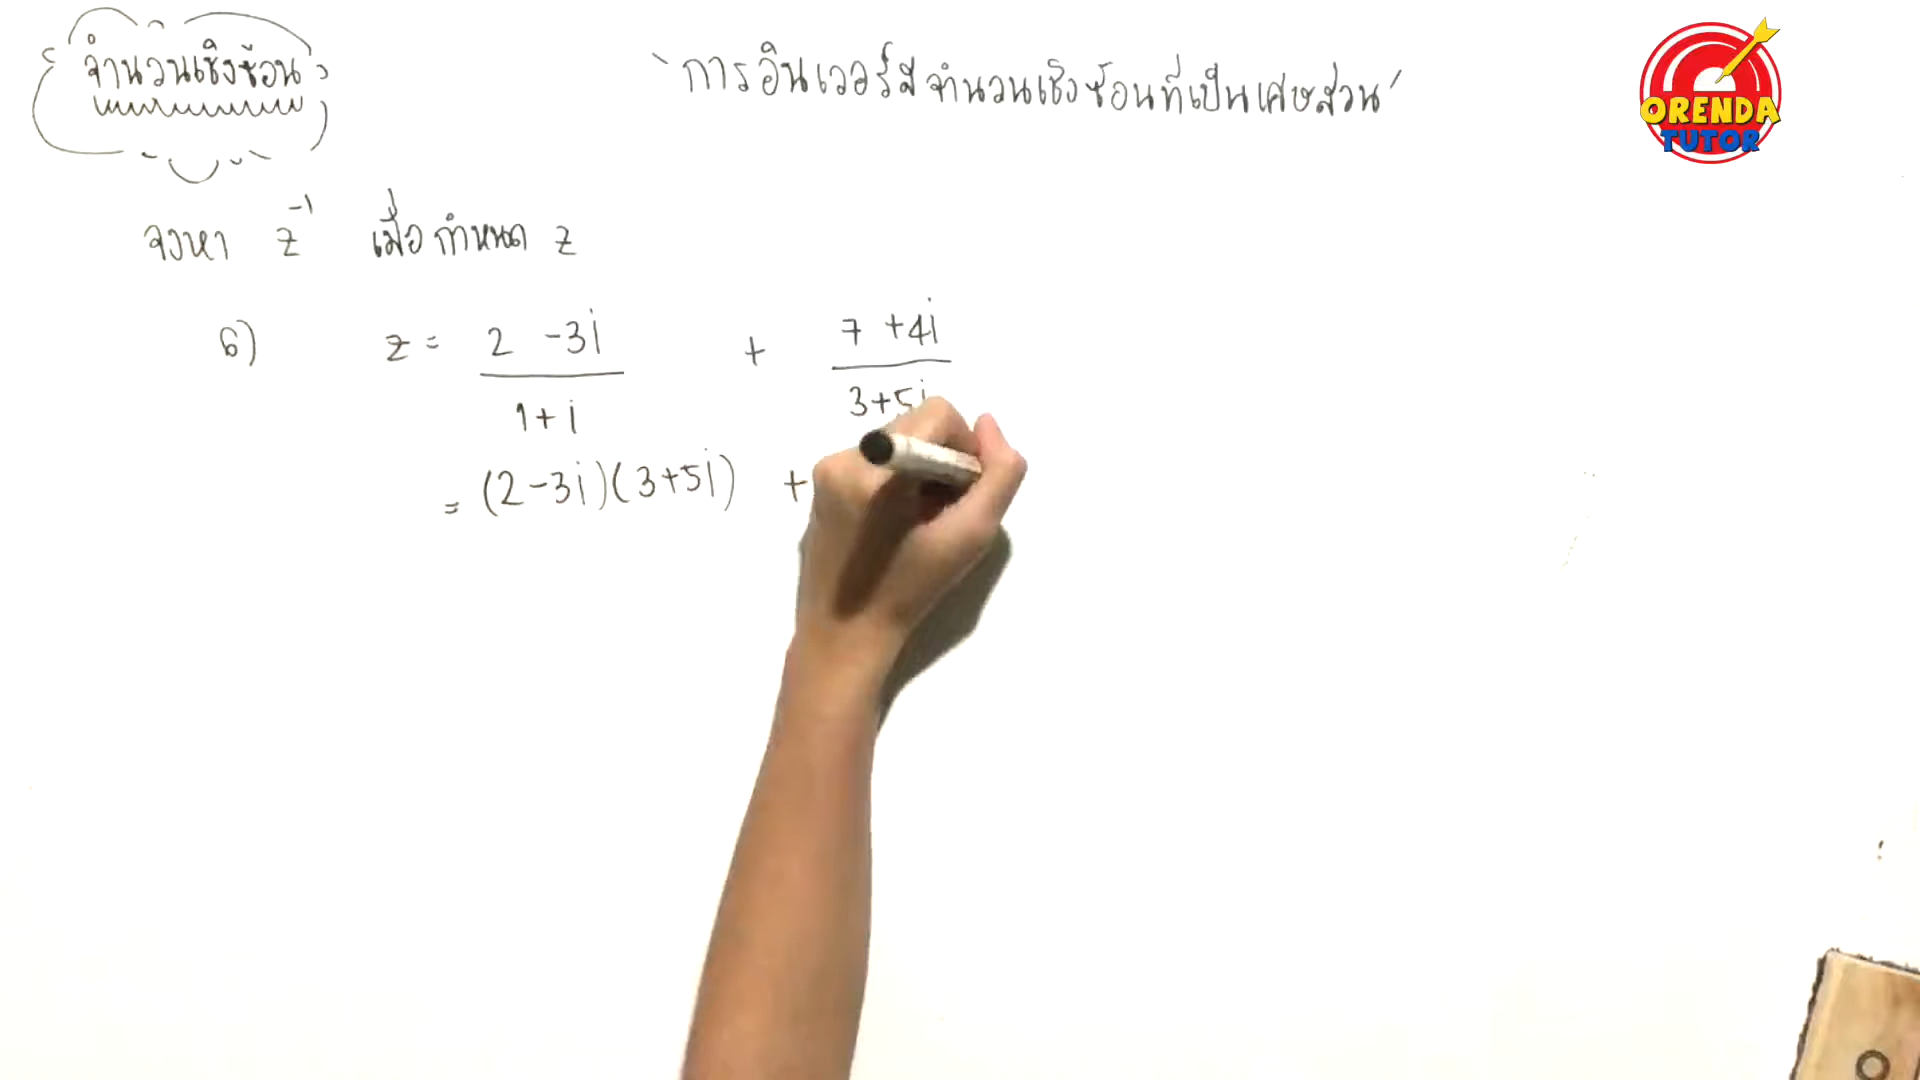 จำนวนเชิงซ้อน
`การอินเวอร์สจำนวนเชิงซ้อนที่เป็นเศษส่วน´
ORENDA
TUTOR
จงหา z⁻¹ เมื่อกำหนด z
6) z = (2 -3i)/(1+i) + (7 +4i)/(3+5i)
= (2-3i)(3+5i) +